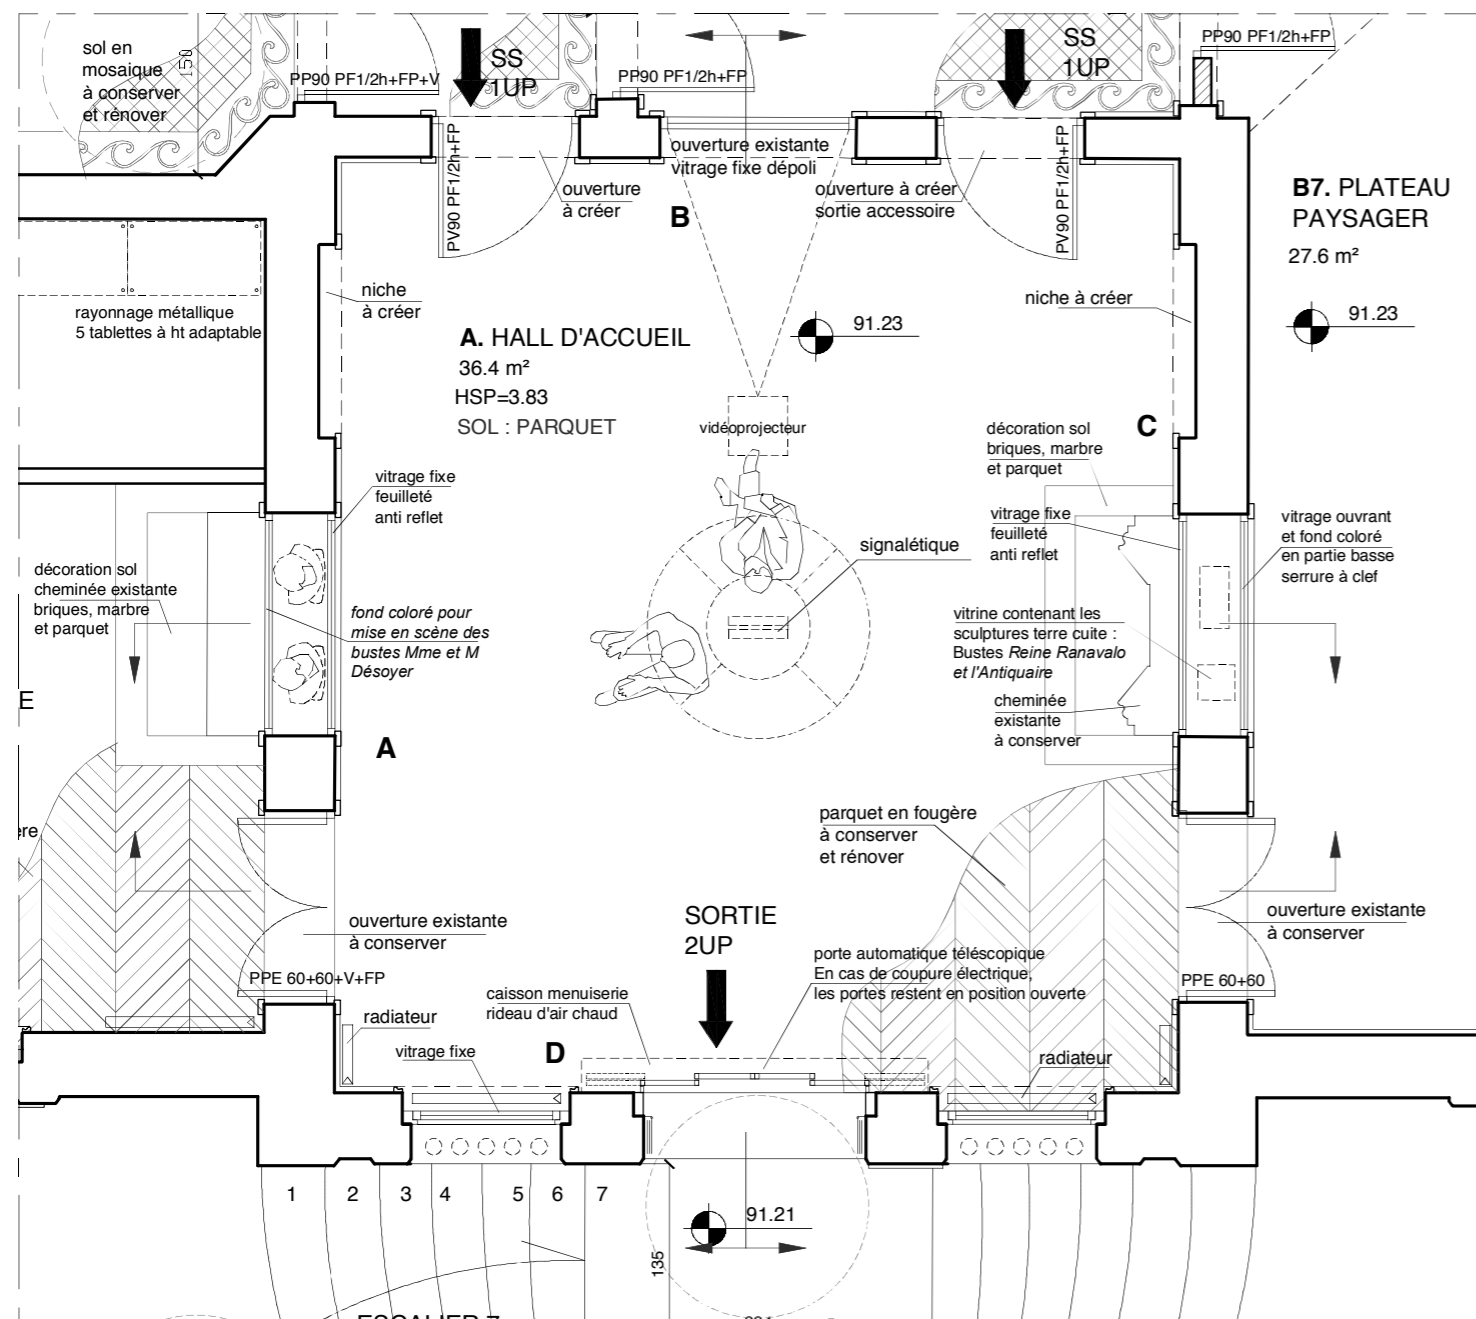 sol en
mosaique
à conserver
et rénover
150
PP90 PF1/2h+FP+V
SS
1UP
PP90 PF1/2h+FP
SS
1UP
PP90 PF1/2h+FP
PV90 PF1/2h+FP
ouverture
à créer
ouverture existante
vitrage fixe dépoli
B
ouverture à créer
sortie accessoire
PV90 PF1/2h+FP
B7. PLATEAU
PAYSAGER
27.6 m²
91.23
rayonnage métallique
5 tablettes à ht adaptable
niche
à créer
A. HALL D'ACCUEIL
36.4 m²
HSP=3.83
SOL : PARQUET
91.23
niche à créer
vidéoprojecteur
C
décoration sol
briques, marbre
et parquet
vitrage fixe
feuilleté
anti reflet
signalétique
vitrage fixe
feuilleté
anti reflet
vitrage ouvrant
et fond coloré
en partie basse
serrure à clef
décoration sol
cheminée existante
briques, marbre
et parquet
fond coloré pour
mise en scène des
bustes Mme et M
Désoyer
vitrine contenant les
sculptures terre cuite :
Bustes Reine Ranavalo
et l'Antiquaire
cheminée
existante
à conserver
E
A
ère
parquet en fougère
à conserver
et rénover
ouverture existante
à conserver
SORTIE
2UP
ouverture existante
à conserver
PPE 60+60+V+FP
porte automatique téléscopique
En cas de coupure électrique,
les portes restent en position ouverte
PPE 60+60
caisson menuiserie
rideau d'air chaud
radiateur
vitrage fixe
D
radiateur
1 2 3 4 5 6 7
91.21
135
ESCALIER 7